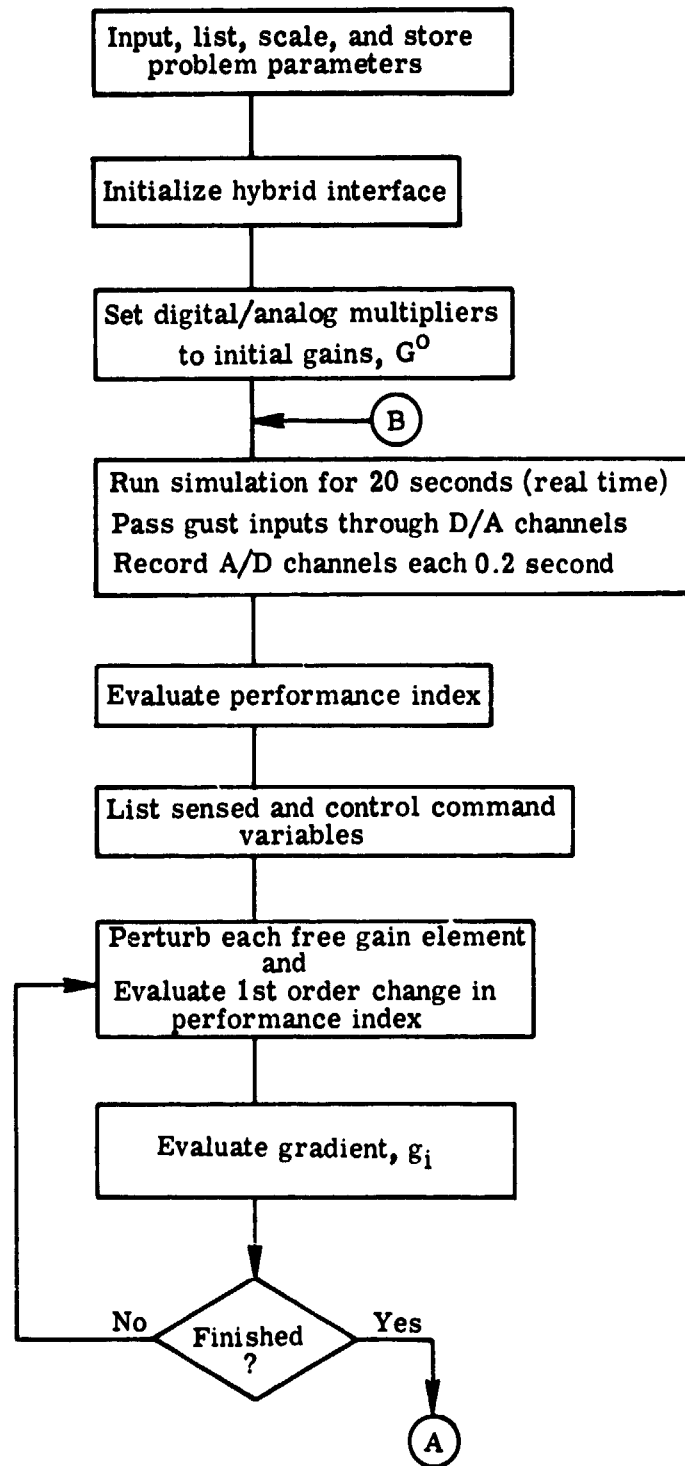 Input, list, scale, and store
problem parameters
Initialize hybrid interface
Set digital/analog multipliers
to initial gains, G⁰
B
Run simulation for 20 seconds (real time)
Pass gust inputs through D/A channels
Record A/D channels each 0.2 second
Evaluate performance index
List sensed and control command
variables
Perturb each free gain element
and
Evaluate 1st order change in
performance index
Evaluate gradient, gᵢ
No
Finished
?
Yes
A